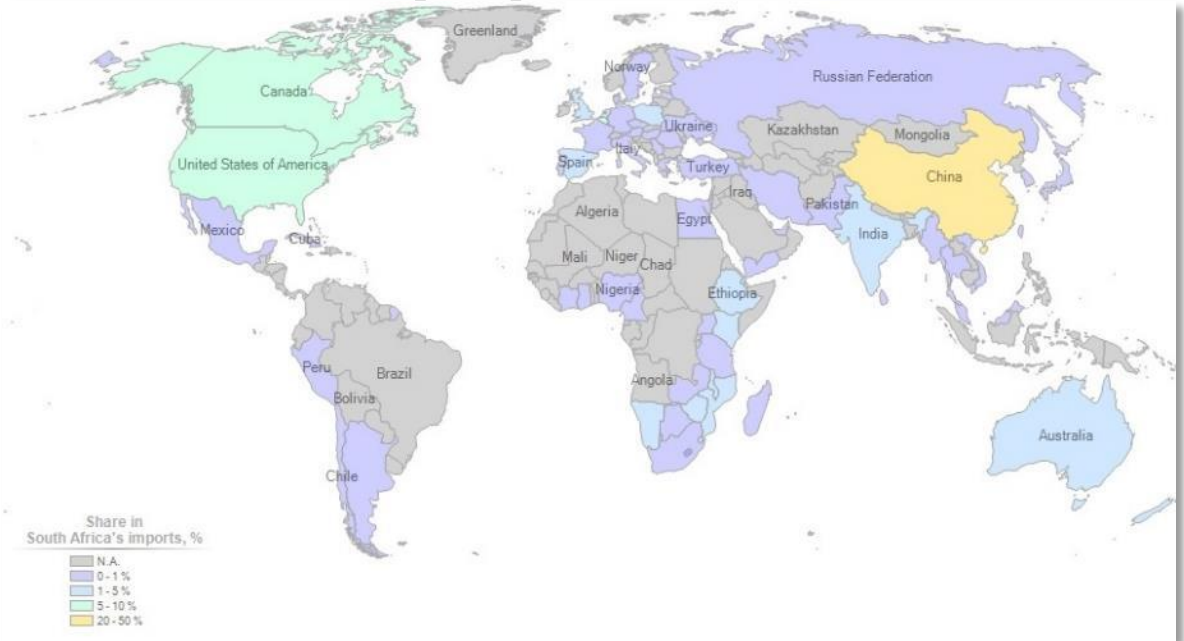 Greenland
Norway
Russian Federation
Canada
Ukraine
Kazakhstan
Mongolia
Italy
United States of America
Spain
Turkey
China
Iraq
Pakistan
Algeria
Egypt
Mexico
Cuba
India
Mali
Niger
Chad
Nigeria
Ethiopia
Peru
Brazil
Angola
Bolivia
Australia
Chile
Share in
South Africa's imports, %
N.A.
0 - 1 %
1 - 5 %
5 - 10 %
20 - 50 %